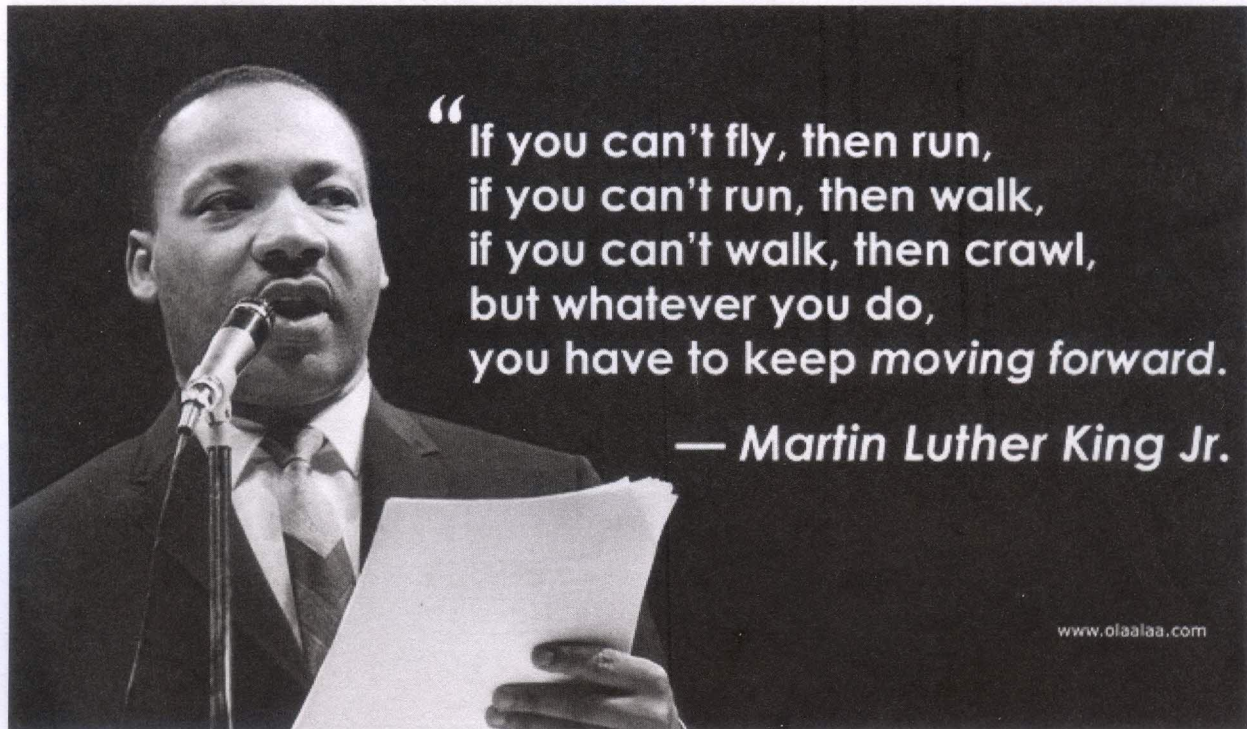 “If you can't fly, then run,
if you can't run, then walk,
if you can't walk, then crawl,
but whatever you do,
you have to keep moving forward.
— Martin Luther King Jr.
www.olaalaa.com